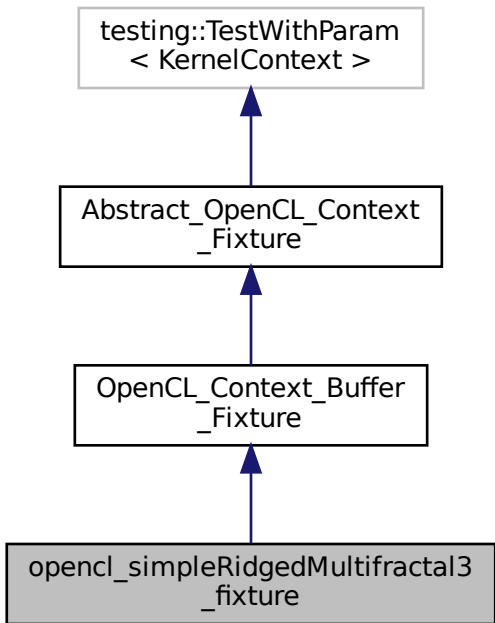 testing::TestWithParam
< KernelContext >
Abstract_OpenCL_Context
_Fixture
OpenCL_Context_Buffer
_Fixture
opencl_simpleRidgedMultifractal3
_fixture